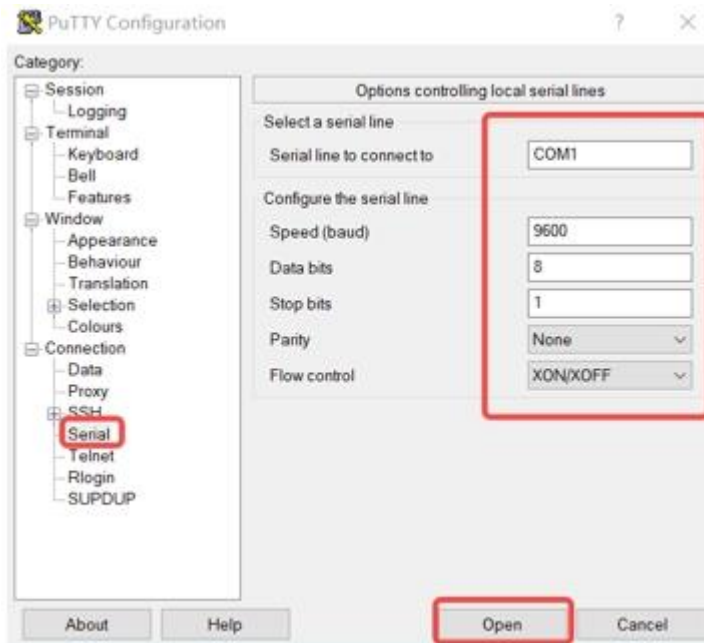 PuTTY Configuration
?
Category:
Session
Logging
Terminal
Keyboard
Bell
Features
Window
Appearance
Behaviour
Translation
Selection
Colours
Connection
Data
Proxy
SSH
Serial
Telnet
Rlogin
SUPDUP
Options controlling local serial lines
Select a serial line
Serial line to connect to COM1
Configure the serial line
Speed (baud) 9600
Data bits 8
Stop bits 1
Parity None
Flow control XON/XOFF
About Help Open Cancel